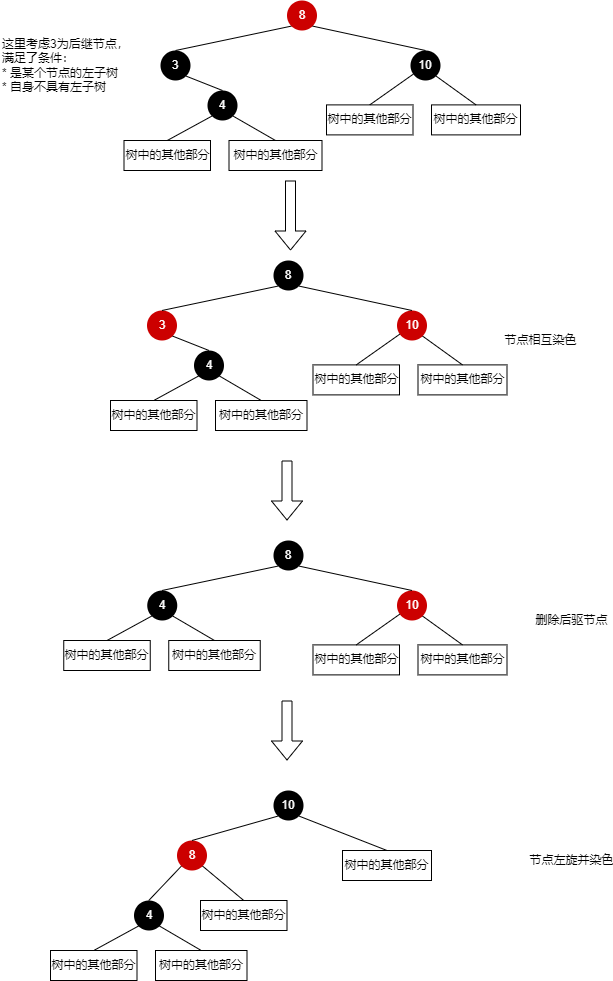 8
这里考虑3为后继节点,
满足了条件：
* 是某个节点的左子树
* 自身不具有左子树
3
10
4
树中的其他部分
树中的其他部分
树中的其他部分
树中的其他部分
8
3
10
节点相互染色
4
树中的其他部分
树中的其他部分
树中的其他部分
树中的其他部分
8
4
10
删除后驱节点
树中的其他部分
树中的其他部分
树中的其他部分
树中的其他部分
10
8
树中的其他部分
节点左旋并染色
4
树中的其他部分
树中的其他部分
树中的其他部分